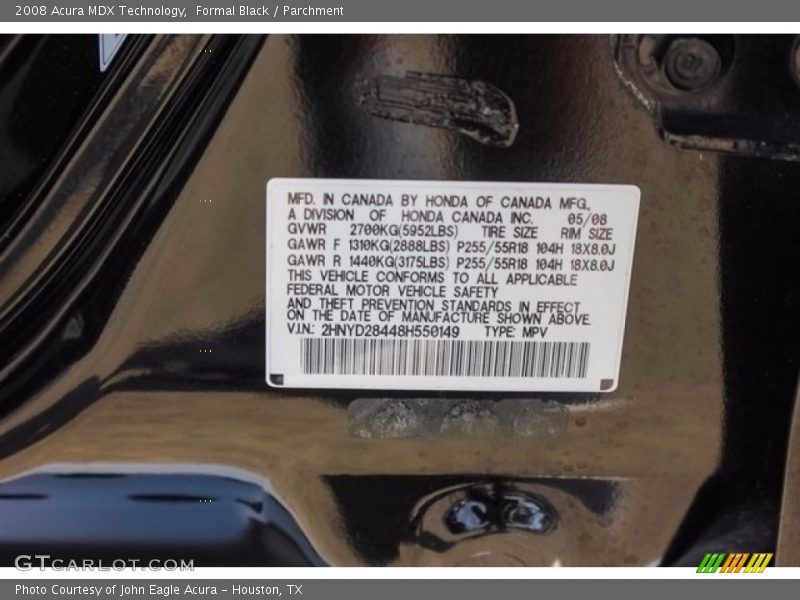 2008 Acura MDX Technology,  Formal Black / Parchment
MFD. IN CANADA BY HONDA OF CANADA MFG.,
A DIVISION OF HONDA CANADA INC. 05/08
GVWR 2700KG(5952LBS) TIRE SIZE RIM SIZE
GAWR F 1310KG(2888LBS) P255/55R18 104H 18X8.0J
GAWR R 1440KG(3175LBS) P255/55R18 104H 18X8.0J
THIS VEHICLE CONFORMS TO ALL APPLICABLE
FEDERAL MOTOR VEHICLE SAFETY
AND THEFT PREVENTION STANDARDS IN EFFECT
ON THE DATE OF MANUFACTURE SHOWN ABOVE.
V.I.N.: 2HNYD28448H550149 TYPE: MPV
GTCARLOT.COM
Photo Courtesy of John Eagle Acura - Houston, TX